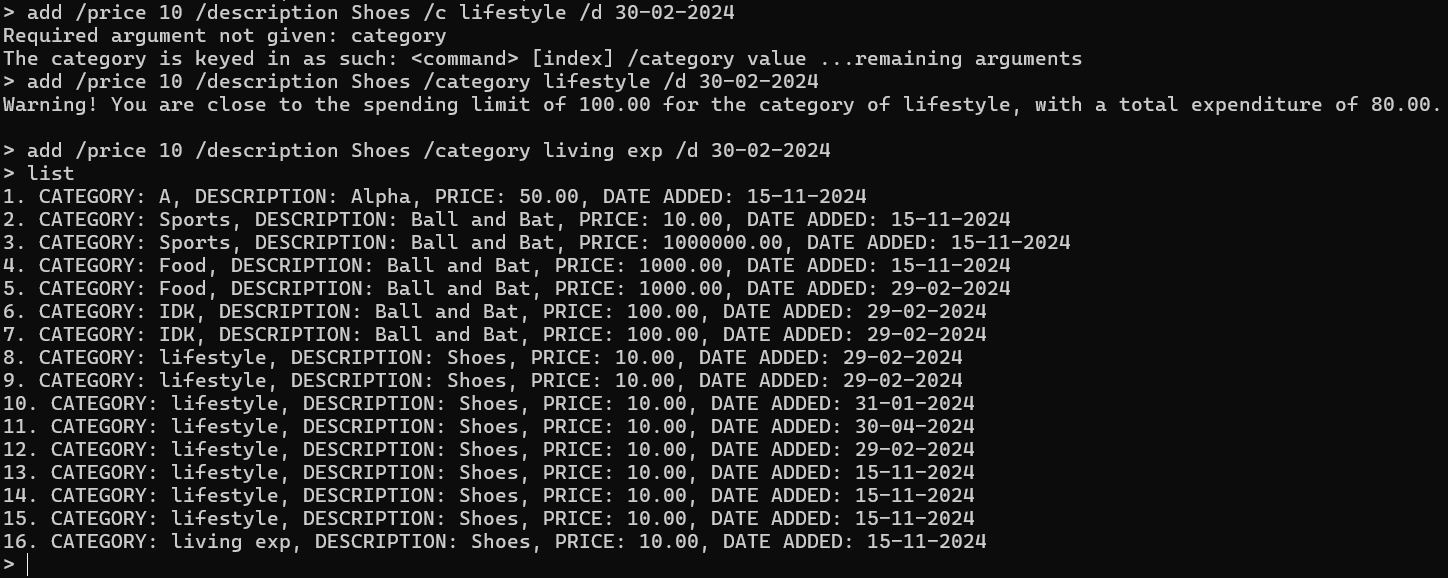 > add /price 10 /description Shoes /c lifestyle /d 30-02-2024
Required argument not given: category
The category is keyed in as such: <command> [index] /category value ...remaining arguments
> add /price 10 /description Shoes /category lifestyle /d 30-02-2024
Warning! You are close to the spending limit of 100.00 for the category of lifestyle, with a total expenditure of 80.00.
> add /price 10 /description Shoes /category living exp /d 30-02-2024
> list
1. CATEGORY: A, DESCRIPTION: Alpha, PRICE: 50.00, DATE ADDED: 15-11-2024
2. CATEGORY: Sports, DESCRIPTION: Ball and Bat, PRICE: 10.00, DATE ADDED: 15-11-2024
3. CATEGORY: Sports, DESCRIPTION: Ball and Bat, PRICE: 1000000.00, DATE ADDED: 15-11-2024
4. CATEGORY: Food, DESCRIPTION: Ball and Bat, PRICE: 1000.00, DATE ADDED: 15-11-2024
5. CATEGORY: Food, DESCRIPTION: Ball and Bat, PRICE: 1000.00, DATE ADDED: 29-02-2024
6. CATEGORY: IDK, DESCRIPTION: Ball and Bat, PRICE: 100.00, DATE ADDED: 29-02-2024
7. CATEGORY: IDK, DESCRIPTION: Ball and Bat, PRICE: 100.00, DATE ADDED: 29-02-2024
8. CATEGORY: lifestyle, DESCRIPTION: Shoes, PRICE: 10.00, DATE ADDED: 29-02-2024
9. CATEGORY: lifestyle, DESCRIPTION: Shoes, PRICE: 10.00, DATE ADDED: 29-02-2024
10. CATEGORY: lifestyle, DESCRIPTION: Shoes, PRICE: 10.00, DATE ADDED: 31-01-2024
11. CATEGORY: lifestyle, DESCRIPTION: Shoes, PRICE: 10.00, DATE ADDED: 30-04-2024
12. CATEGORY: lifestyle, DESCRIPTION: Shoes, PRICE: 10.00, DATE ADDED: 29-02-2024
13. CATEGORY: lifestyle, DESCRIPTION: Shoes, PRICE: 10.00, DATE ADDED: 15-11-2024
14. CATEGORY: lifestyle, DESCRIPTION: Shoes, PRICE: 10.00, DATE ADDED: 15-11-2024
15. CATEGORY: lifestyle, DESCRIPTION: Shoes, PRICE: 10.00, DATE ADDED: 15-11-2024
16. CATEGORY: living exp, DESCRIPTION: Shoes, PRICE: 10.00, DATE ADDED: 15-11-2024
>